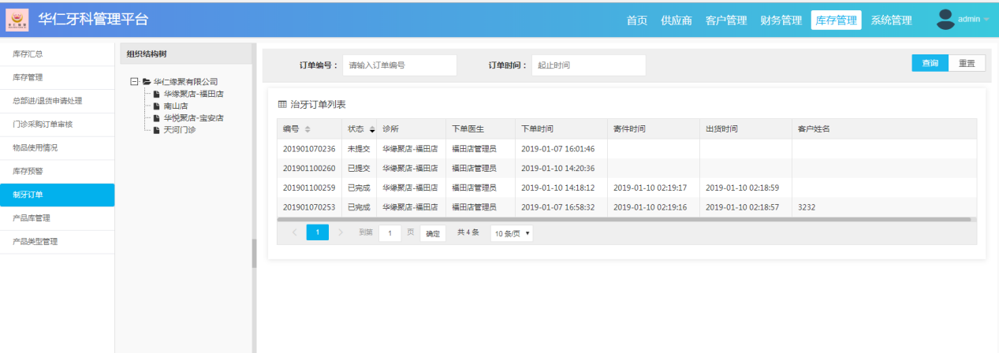 华仁牙科管理平台
首页 供应商 客户管理 财务管理 库存管理 系统管理 admin
库存汇总
库存管理
总部进/退货申请处理
门诊采购订单审核
物品使用情况
库存预警
制牙订单
产品库管理
产品类型管理
组织结构树
华仁缘聚有限公司
华缘聚店-福田店
南山店
华悦聚店-宝安店
天河门诊
订单编号： 请输入订单编号 订单时间： 起止时间 查询 重置
治牙订单列表
编号 状态 诊所 下单医生 下单时间 寄件时间 出货时间 客户姓名
201901070236 未提交 华缘聚店-福田店 福田店管理员 2019-01-07 16:01:46
201901100260 已提交 华缘聚店-福田店 福田店管理员 2019-01-10 14:20:36
201901100259 已完成 华缘聚店-福田店 福田店管理员 2019-01-10 14:18:12 2019-01-10 02:19:17 2019-01-10 02:18:59
201901070253 已完成 华缘聚店-福田店 福田店管理员 2019-01-07 16:58:32 2019-01-10 02:19:16 2019-01-10 02:18:57 3232
1 到第 1 页 确定 共 4 条 10 条/页